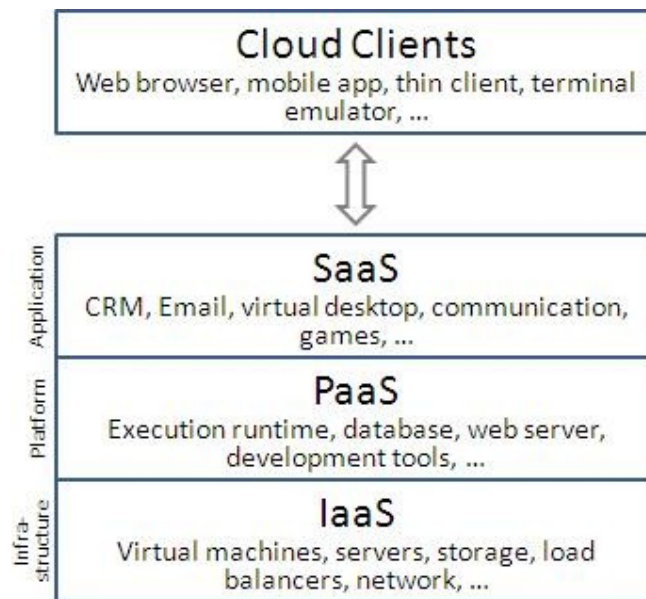 Cloud Clients
Web browser, mobile app, thin client, terminal
emulator, ...
Application
SaaS
CRM, Email, virtual desktop, communication,
games, ...
Platform
PaaS
Execution runtime, database, web server,
development tools, ...
Infra-
structure
IaaS
Virtual machines, servers, storage, load
balancers, network, ...